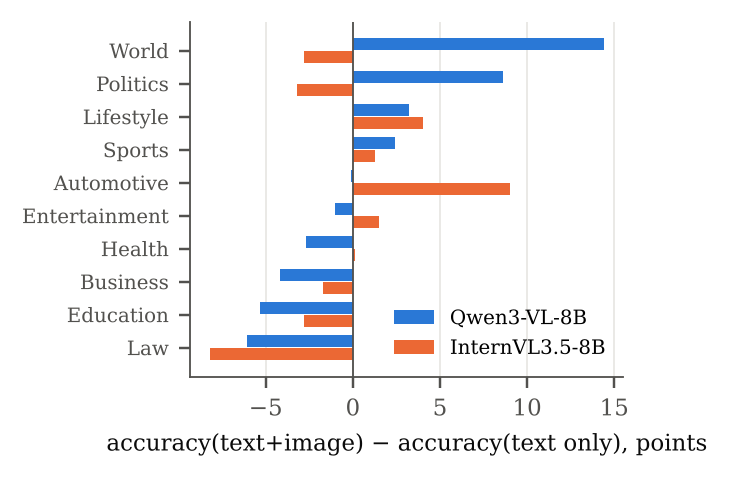 World
Politics
Lifestyle
Sports
Automotive
Entertainment
Health
Business
Education
Law
Qwen3-VL-8B
InternVL3.5-8B
−5 0 5 10 15
accuracy(text+image) − accuracy(text only), points